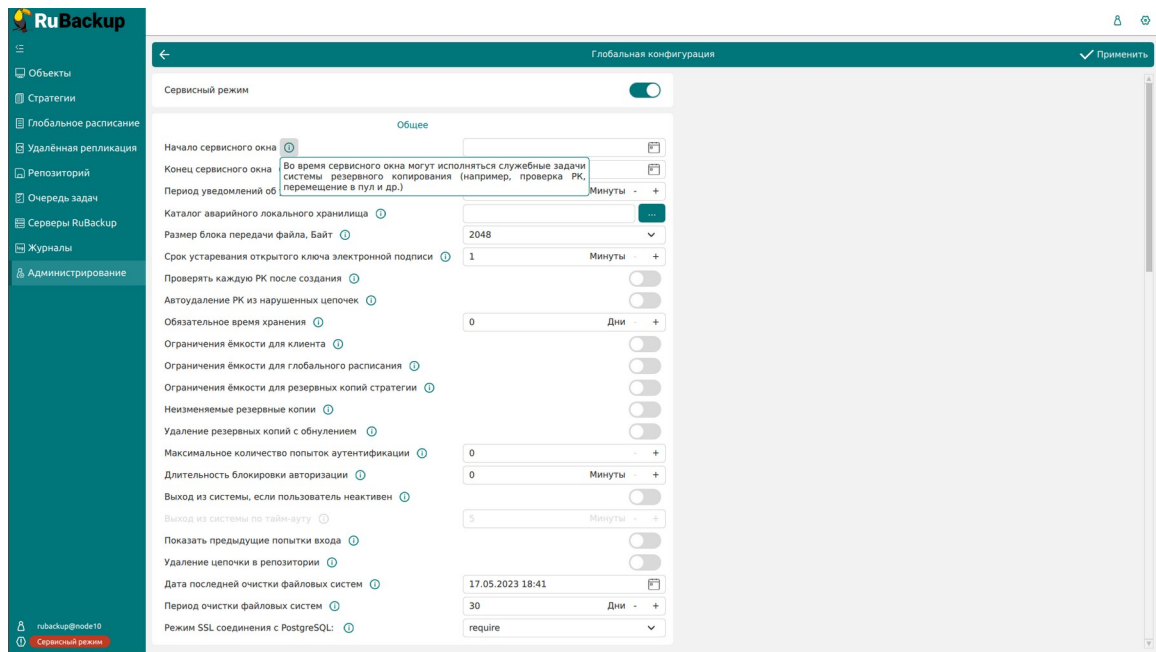 RuBackup
Глобальная конфигурация
Применить
Объекты
Стратегии
Глобальное расписание
Удалённая репликация
Репозиторий
Очередь задач
Серверы RuBackup
Журналы
Администрирование
rubackup@node10
Сервисный режим
Сервисный режим
Общее
Начало сервисного окна
Во время сервисного окна могут исполняться служебные задачи
системы резервного копирования (например, проверка РК,
перемещение в пул и др.)
Конец сервисного окна
Период уведомлений об
Минуты - +
Каталог аварийного локального хранилища
...
Размер блока передачи файла, Байт
2048
Срок устаревания открытого ключа электронной подписи
1 Минуты - +
Проверять каждую РК после создания
Автоудаление РК из нарушенных цепочек
Обязательное время хранения
0 Дни - +
Ограничения ёмкости для клиента
Ограничения ёмкости для глобального расписания
Ограничения ёмкости для резервных копий стратегии
Неизменяемые резервные копии
Удаление резервных копий с обнулением
Максимальное количество попыток аутентификации
0 - +
Длительность блокировки авторизации
0 Минуты - +
Выход из системы, если пользователь неактивен
Выход из системы по тайм-ауту
5 Минуты - +
Показать предыдущие попытки входа
Удаление цепочки в репозитории
Дата последней очистки файловых систем
17.05.2023 18:41
Период очистки файловых систем
30 Дни - +
Режим SSL соединения с PostgreSQL:
require